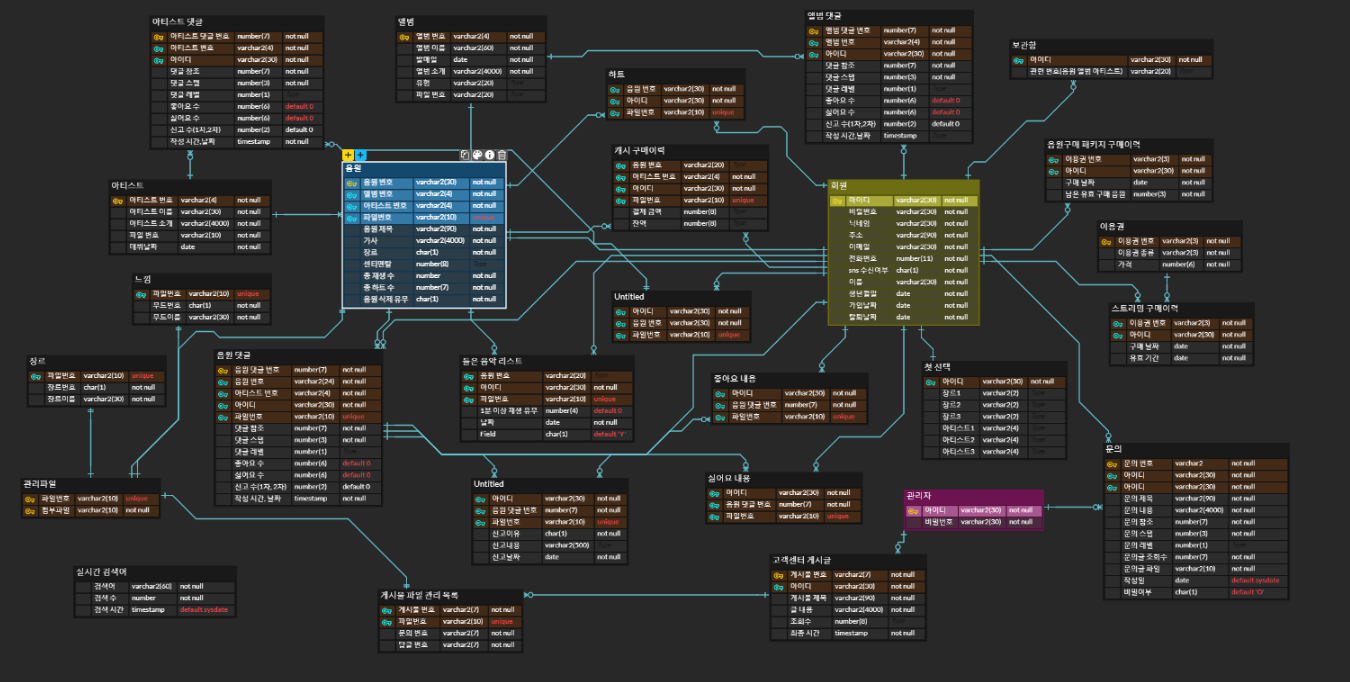 아티스트 댓글
아티스트 댓글 번호 number(7) not null
아티스트 번호 varchar2(4) not null
아이디 varchar2(30) not null
댓글 참조 number(7) not null
댓글 스텝 number(3) not null
댓글 레벨 number(1)
좋아요 수 number(6) default 0
싫어요 수 number(6) default 0
신고 수(1차,2차) number(2) default 0
작성 시간,날짜 timestamp not null
앨범
앨범 번호 varchar2(4) not null
앨범 이름 varchar2(60) not null
발매일 date not null
앨범 소개 varchar2(4000) not null
유형 varchar2(20)
파일 번호 varchar2(20)
앨범 댓글
앨범 댓글 번호 number(7) not null
앨범 번호 varchar2(4) not null
아이디 varchar2(30) not null
댓글 참조 number(7) not null
댓글 스텝 number(3) not null
댓글 레벨 number(1)
좋아요 수 number(6) default 0
싫어요 수 number(6) default 0
신고 수(1차,2차) number(2) default 0
작성 시간,날짜 timestamp
보관함
아이디 varchar2(30) not null
관련 번호(음원 앨범 아티스트) varchar2(20)
하트
음원 번호 varchar2(30) not null
아이디 varchar2(30) not null
파일 번호 varchar2(10) unique
음원
음원 번호 varchar2(30) not null
앨범 번호 varchar2(4) not null
아티스트 번호 varchar2(4) not null
파일번호 varchar2(10) unique
음원 제목 varchar2(90) not null
가사 varchar2(4000) not null
장르 char(1) not null
센티멘탈 number(8)
총 재생 수 number not null
총 하트 수 number(7) not null
음원 삭제 유무 char(1) not null
캐시 구매이력
음원 번호 varchar2(20)
아티스트 번호 varchar2(4) not null
아이디 varchar2(30) not null
파일 번호 varchar2(10) unique
결제 금액 number(8)
잔액 number(8)
음원구매 패키지 구매이력
이용권 번호 varchar2(3) not null
아이디 varchar2(30) not null
구매 날짜 date not null
남은 유효 구매 음원 number(3) not null
아티스트
아티스트 번호 varchar2(4) not null
아티스트 이름 varchar2(30) not null
아티스트 소개 varchar2(4000) not null
파일 번호 varchar2(10) not null
데뷔날짜 date not null
회원
아이디 varchar2(30) not null
비밀번호 varchar2(30) not null
닉네임 varchar2(30) not null
주소 varchar2(90) not null
이메일 varchar2(30) not null
전화번호 number(11) not null
sns 수신여부 char(1) not null
이름 varchar2(30) not null
생년월일 date not null
가입날짜 date not null
탈퇴날짜 date not null
이용권
이용권 번호 varchar2(3) not null
이용권 종류 varchar2(3) not null
가격 number(6) not null
느낌
파일번호 varchar2(10) unique
무드번호 char(1) not null
무드이름 varchar2(30) not null
Untitled
아이디 varchar2(30) not null
음원 번호 varchar2(30) not null
파일번호 varchar2(10) unique
스트리밍 구매이력
이용권 번호 varchar2(3) not null
아이디 varchar2(30) not null
구매 날짜 date not null
유효 기간 date not null
장르
파일번호 varchar2(10) unique
장르번호 char(1) not null
장르이름 varchar2(30) not null
음원 댓글
음원 댓글 번호 number(7) not null
음원 번호 varchar2(24) not null
아티스트 번호 varchar2(4) not null
아이디 varchar2(30) not null
파일번호 varchar2(10) unique
댓글 참조 number(7) not null
댓글 스텝 number(3) not null
댓글 레벨 number(1)
좋아요 수 number(6) default 0
싫어요 수 number(6) default 0
신고 수(1차, 2차) number(2) default 0
작성 시간, 날짜 timestamp not null
들은 음악 리스트
음원 번호 varchar2(20)
아이디 varchar2(30) not null
파일번호 varchar2(10) unique
1분 이상 재생 유무 number(4) default 0
날짜 date not null
Field char(1) default 'Y'
좋아요 내용
아이디 varchar2(30) not null
음원 댓글 번호 number(7) not null
파일번호 varchar2(10) unique
첫 선택
아이디 varchar2(30) not null
장르1 varchar2(2)
장르2 varchar2(2)
장르3 varchar2(2)
아티스트1 varchar2(4)
아티스트2 varchar2(4)
아티스트3 varchar2(4)
관리파일
파일번호 varchar2(10) unique
첨부파일 varchar2(10) not null
Untitled
아이디 varchar2(30) not null
음원 댓글 번호 number(7) not null
파일번호 varchar2(10) unique
신고이유 char(1) not null
신고내용 varchar2(500)
신고날짜 date not null
싫어요 내용
아이디 varchar2(30) not null
음원 댓글 번호 number(7) not null
파일번호 varchar2(10) unique
관리자
아이디 varchar2(30) not null
비밀번호 varchar2(30) not null
문의
문의 번호 varchar2 not null
아이디 varchar2(30) not null
아이디 varchar2(30) not null
문의 제목 varchar2(90) not null
문의 내용 varchar2(4000) not null
문의 참조 number(7) not null
문의 스텝 number(3) not null
문의 레벨 number(1)
문의글 조회수 number(7) not null
문의글 파일 varchar2(10) not null
작성일 date default sysdate
비밀여부 char(1) default 'O'
실시간 검색어
검색어 varchar2(60) not null
검색 수 number not null
검색 시간 timestamp default sysdate
게시물 파일 관리 목록
게시물 번호 varchar2(7) not null
파일번호 varchar2(10) unique
문의 번호 varchar2(7) not null
답글 번호 varchar2(7) not null
고객센터 게시글
게시물 번호 varchar2(7) not null
아이디 varchar2(30) not null
게시물 제목 varchar2(90) not null
글 내용 varchar2(4000) not null
조회수 number(8)
최종 시간 timestamp not null